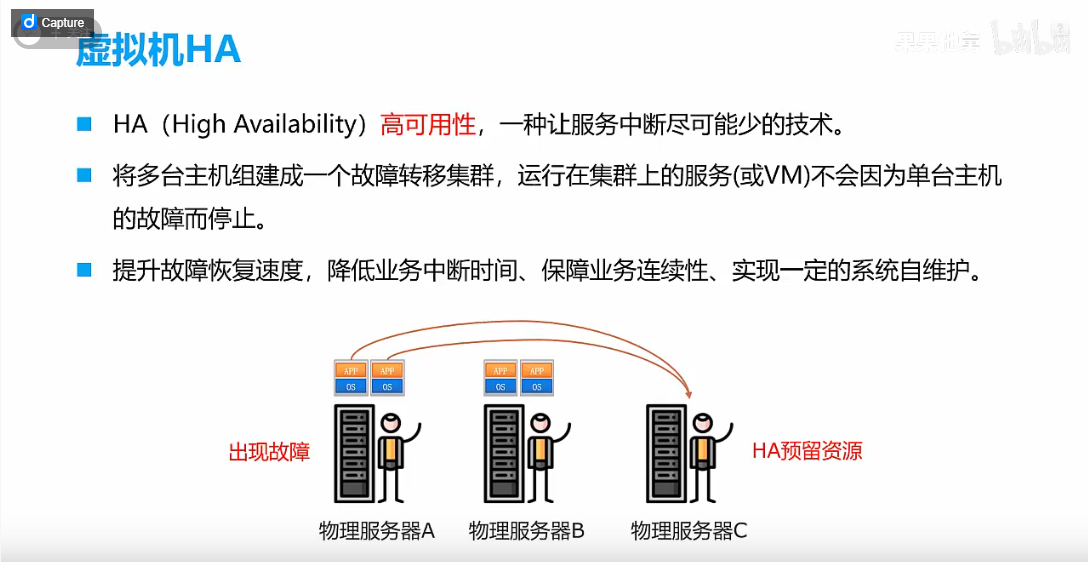 Capture
虚拟机HA
bilibili
HA（High Availability）高可用性，一种让服务中断尽可能少的技术。
将多台主机组建成一个故障转移集群，运行在集群上的服务(或VM)不会因为单台主机
的故障而停止。
提升故障恢复速度，降低业务中断时间、保障业务连续性、实现一定的系统自维护。
APP APP APP APP
OS OS OS OS
出现故障
HA预留资源
物理服务器A 物理服务器B 物理服务器C